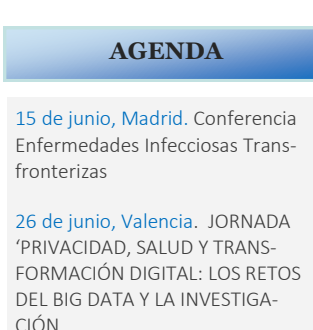 AGENDA
15 de junio, Madrid. Conferencia
Enfermedades Infecciosas Trans-
fronterizas
26 de junio, Valencia. JORNADA
‘PRIVACIDAD, SALUD Y TRANS-
FORMACIÓN DIGITAL: LOS RETOS
DEL BIG DATA Y LA INVESTIGA-
CIÓN